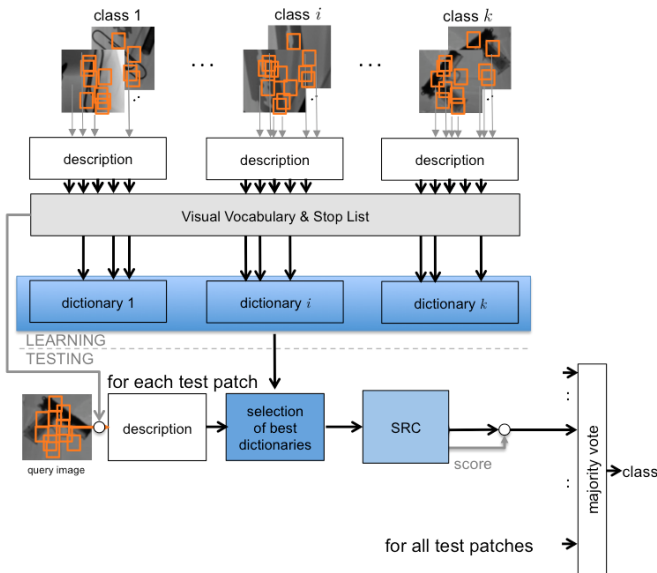 class 1
class i
class k
description
description
description
Visual Vocabulary & Stop List
dictionary 1
dictionary i
dictionary k
LEARNING
TESTING
for each test patch
query image
description
selection
of best
dictionaries
SRC
score
majority vote
class
for all test patches